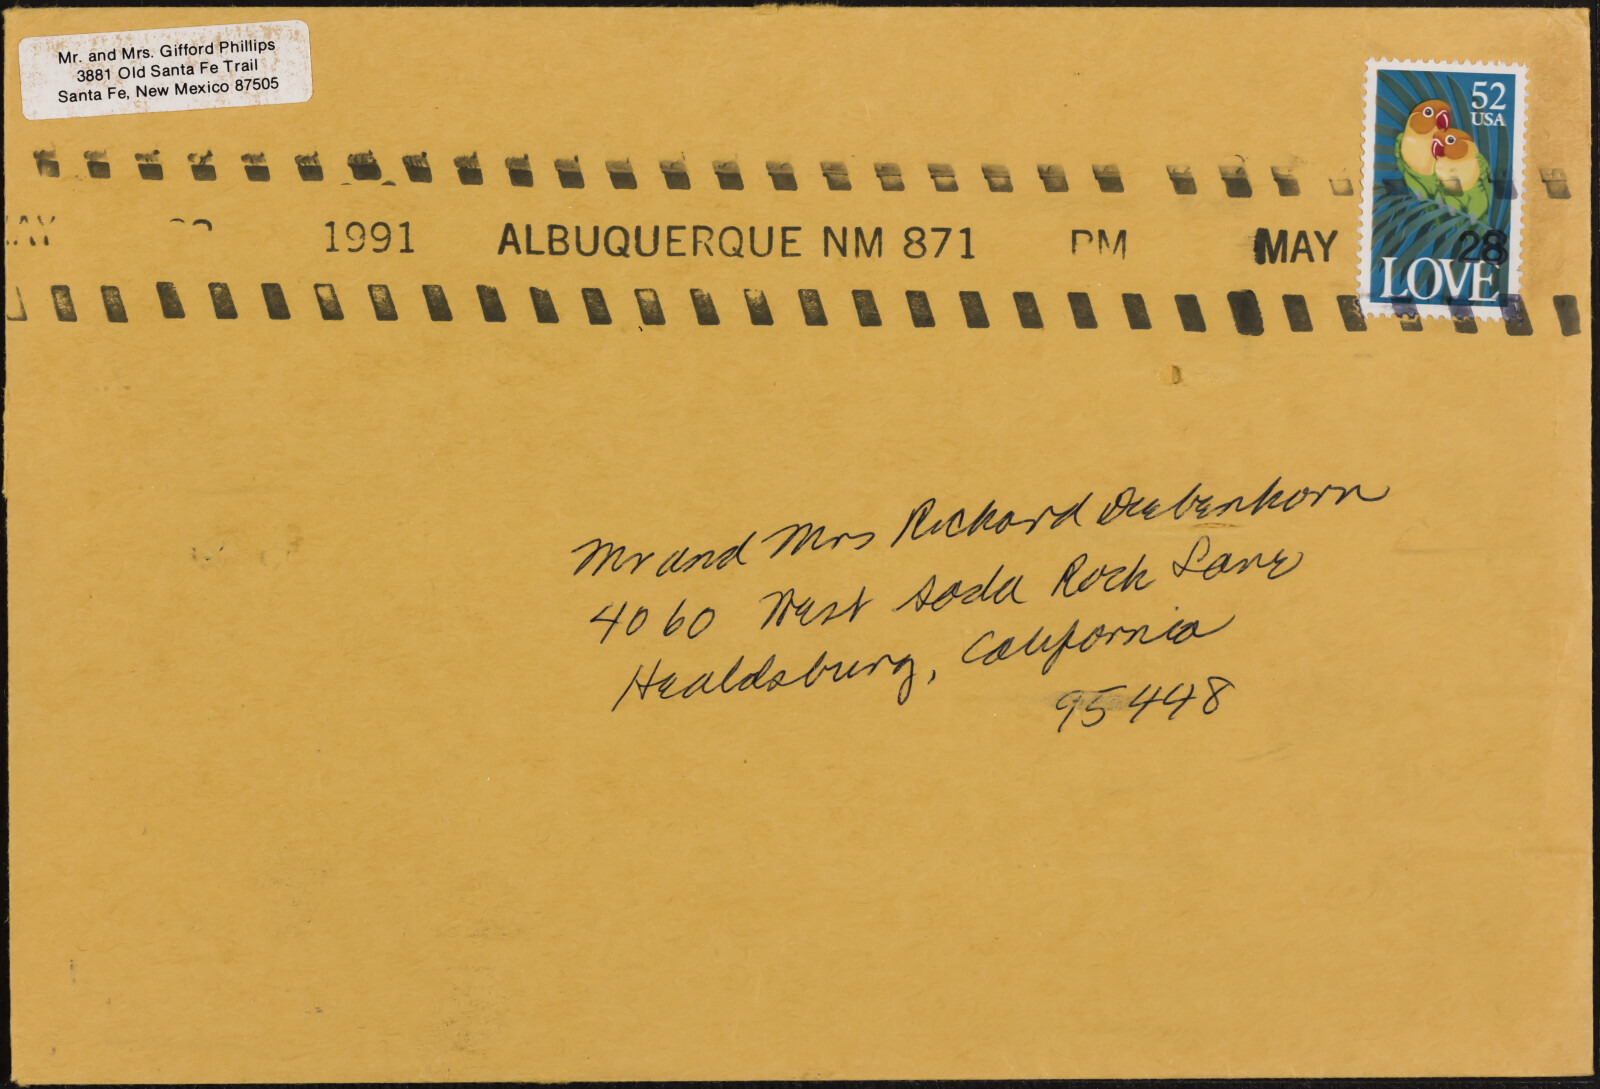 Mr. and Mrs. Gifford Phillips
3881 Old Santa Fe Trail
Santa Fe, New Mexico 87505
52
USA
LOVE
1991 ALBUQUERQUE NM 871 PM MAY 28
Mr and Mrs Richard Diebenkorn
4060 West Soda Rock Lane
Healdsburg, California
95448